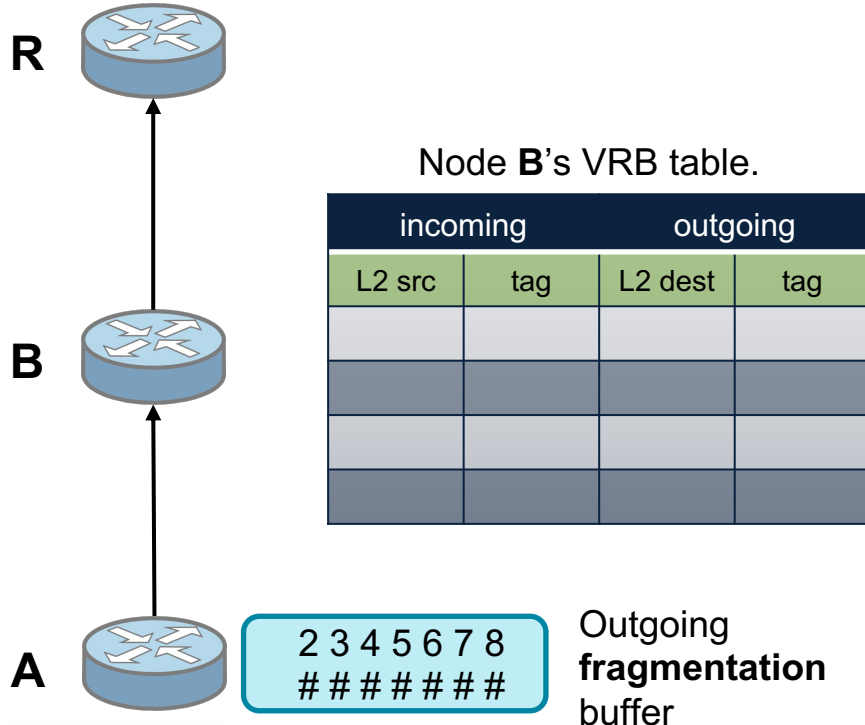 R
Node B's VRB table.
incoming outgoing
L2 src tag L2 dest tag
B
A
2 3 4 5 6 7 8
# # # # # # #
Outgoing
fragmentation
buffer